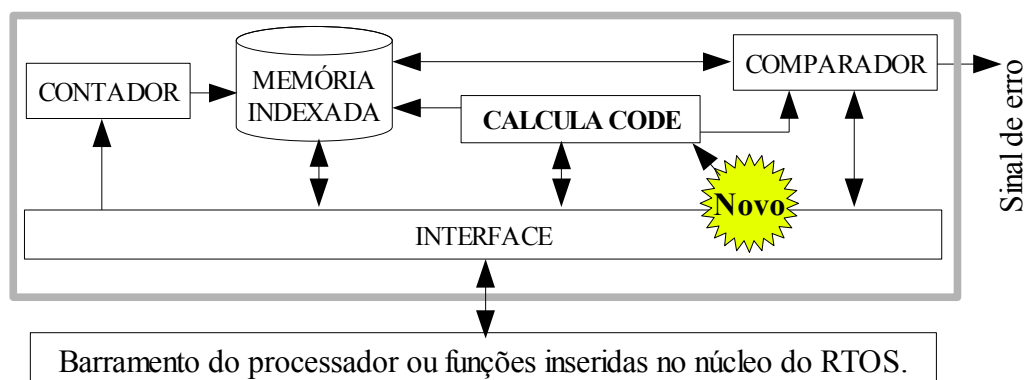 CONTADOR
MEMÓRIA
INDEXADA
COMPARADOR
CALCULA CODE
Novo
INTERFACE
Sinal de erro
Barramento do processador ou funções inseridas no núcleo do RTOS.